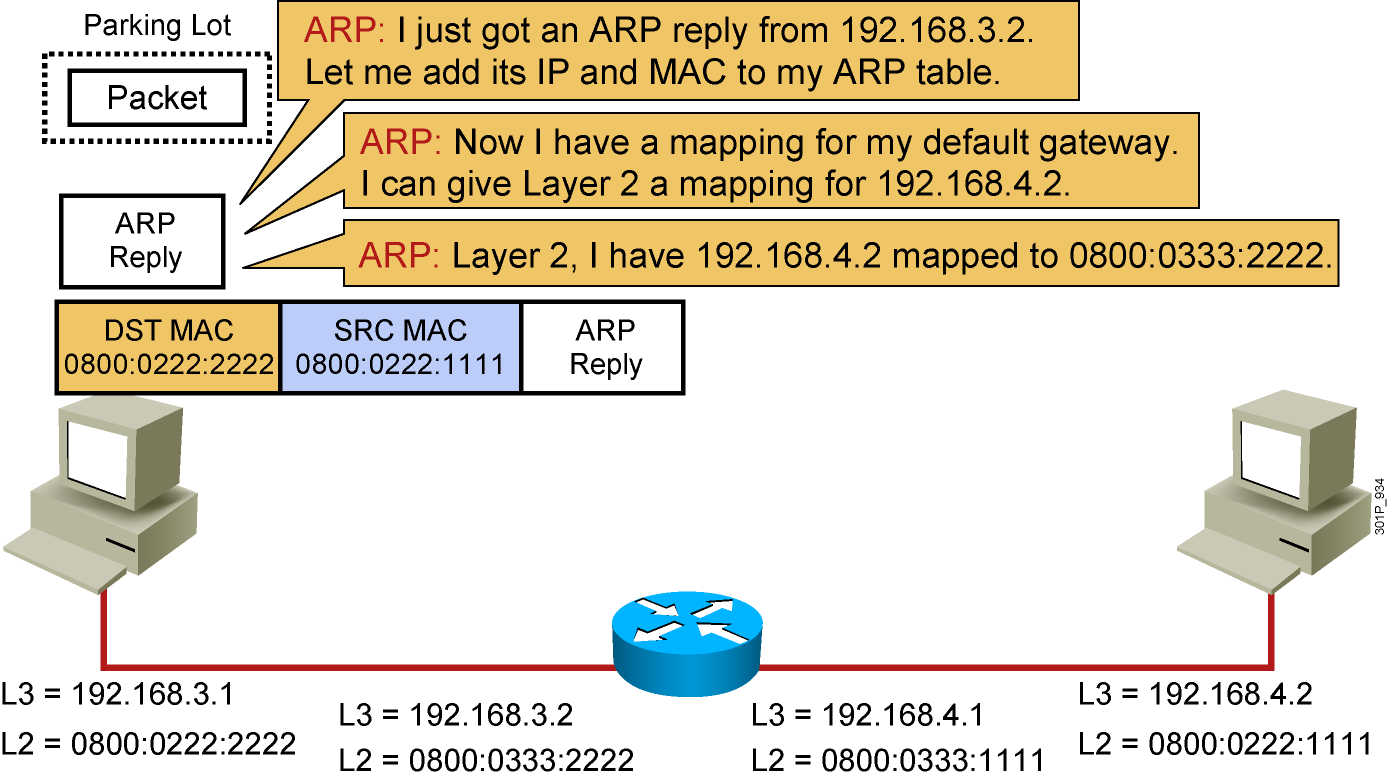 Parking Lot
Packet
ARP: I just got an ARP reply from 192.168.3.2.
Let me add its IP and MAC to my ARP table.
ARP: Now I have a mapping for my default gateway.
I can give Layer 2 a mapping for 192.168.4.2.
ARP
Reply
ARP: Layer 2, I have 192.168.4.2 mapped to 0800:0333:2222.
DST MAC
0800:0222:2222
SRC MAC
0800:0222:1111
ARP
Reply
301P_934
L3 = 192.168.3.1
L2 = 0800:0222:2222
L3 = 192.168.3.2
L2 = 0800:0333:2222
L3 = 192.168.4.1
L2 = 0800:0333:1111
L3 = 192.168.4.2
L2 = 0800:0222:1111